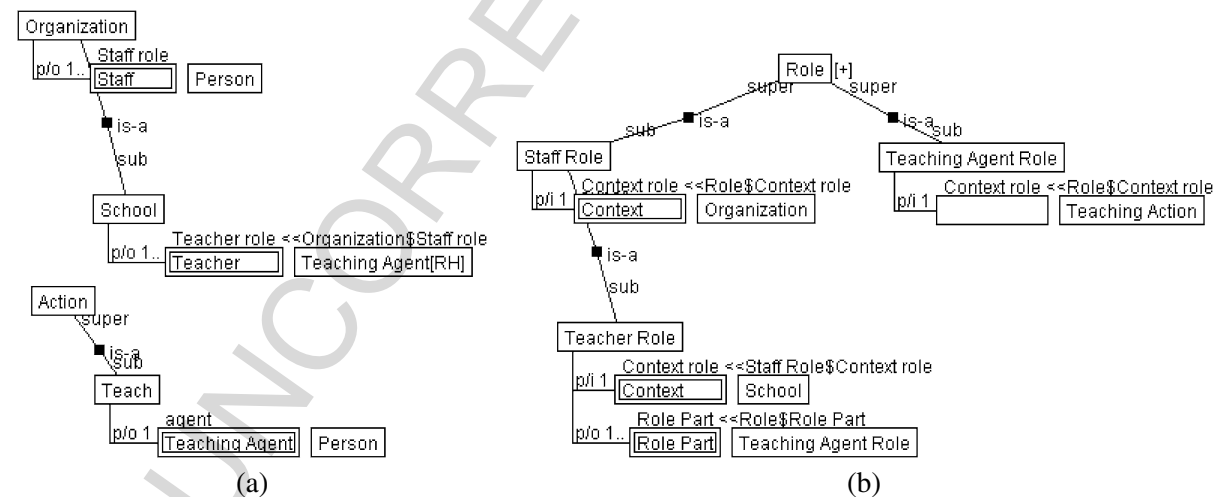 Organization
Staff role
p/o 1..
Staff
Person
is-a
sub
School
Teacher role <<Organization$Staff role
p/o 1..
Teacher
Teaching Agent[RH]
Action
super
is-a
sub
Teach
agent
p/o 1
Teaching Agent
Person
(a)
Role [+]
super
super
sub
is-a
is-a
sub
Staff Role
Teaching Agent Role
Context role <<Role$Context role
p/i 1
Context
Organization
Context role <<Role$Context role
p/i 1
Teaching Action
is-a
sub
Teacher Role
Context role <<Staff Role$Context role
p/i 1
Context
School
Role Part <<Role$Role Part
p/o 1..
Role Part
Teaching Agent Role
(b)
UNCORRE